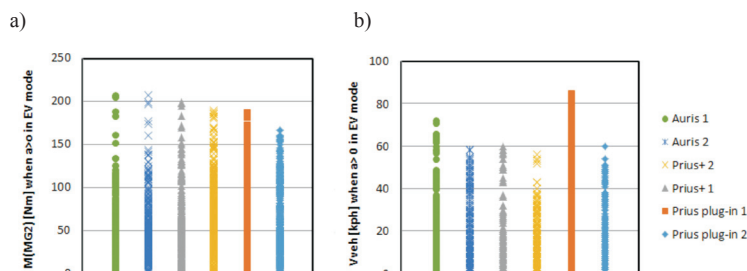 a)
b)
M(MG2) [Nm] when a>o in EV mode
250
200
150
100
50
0
Vveh [kph] when a> 0 in EV mode
100
80
60
40
20
0
Auris 1
Auris 2
Prius+ 2
Prius+ 1
Prius plug-in 1
Prius plug-in 2